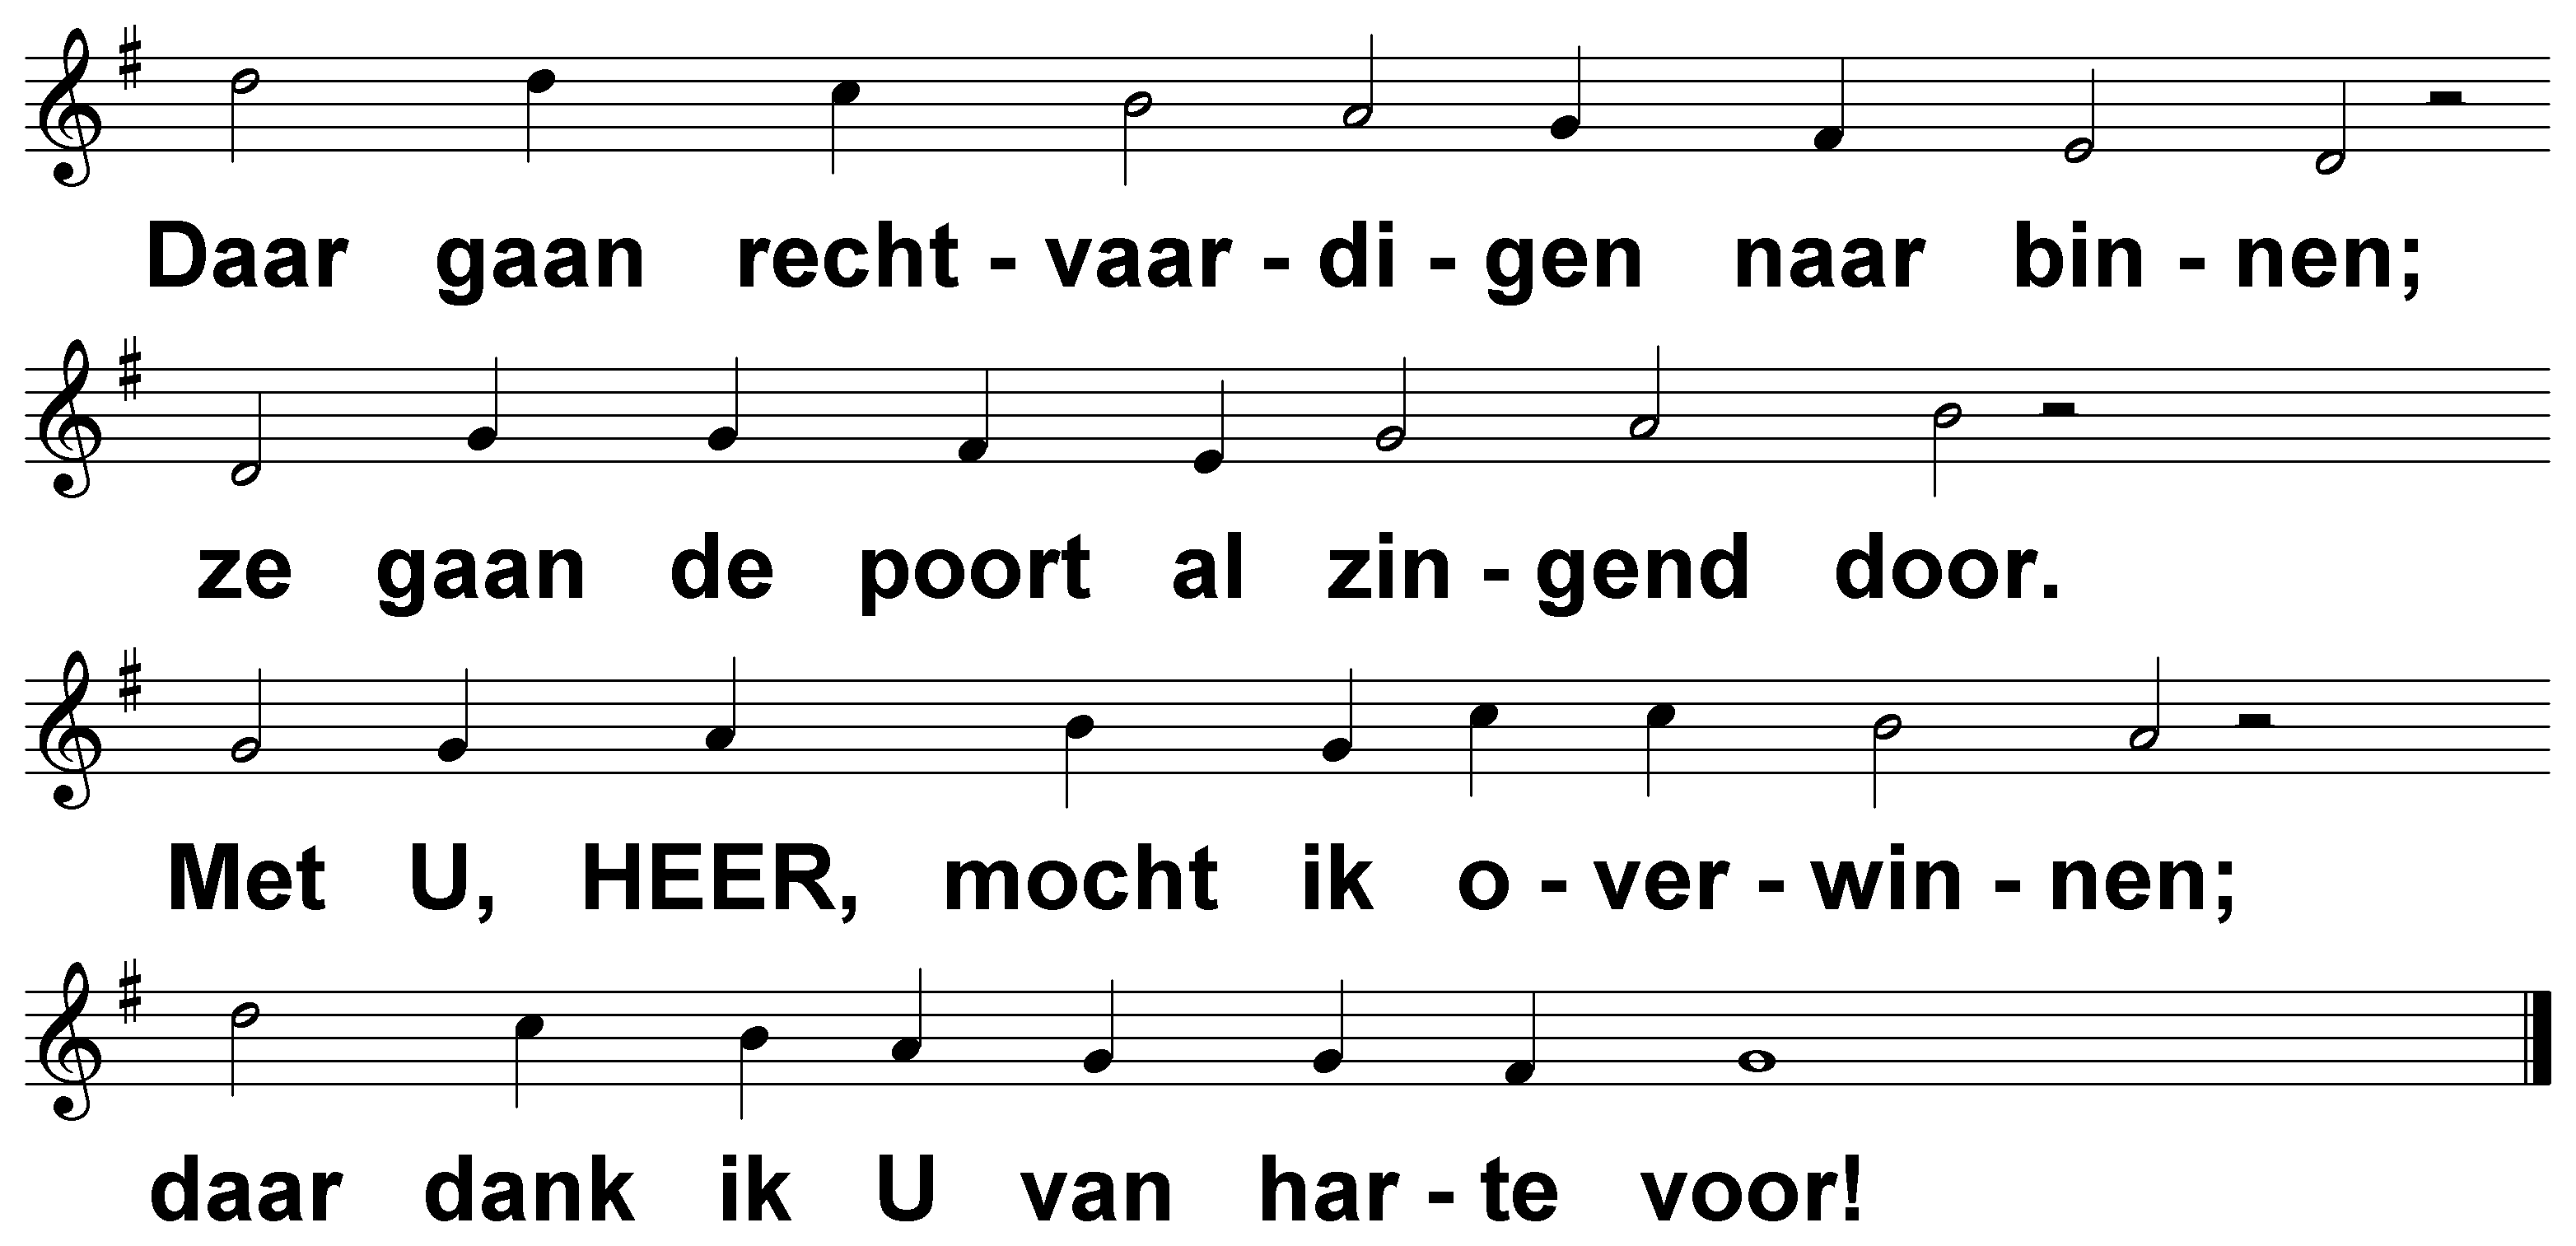 Daar gaan recht - vaar - di - gen naar bin - nen;
ze gaan de poort al zin - gend door.
Met U, HEER, mocht ik o - ver - win - nen;
daar dank ik U van har - te voor!